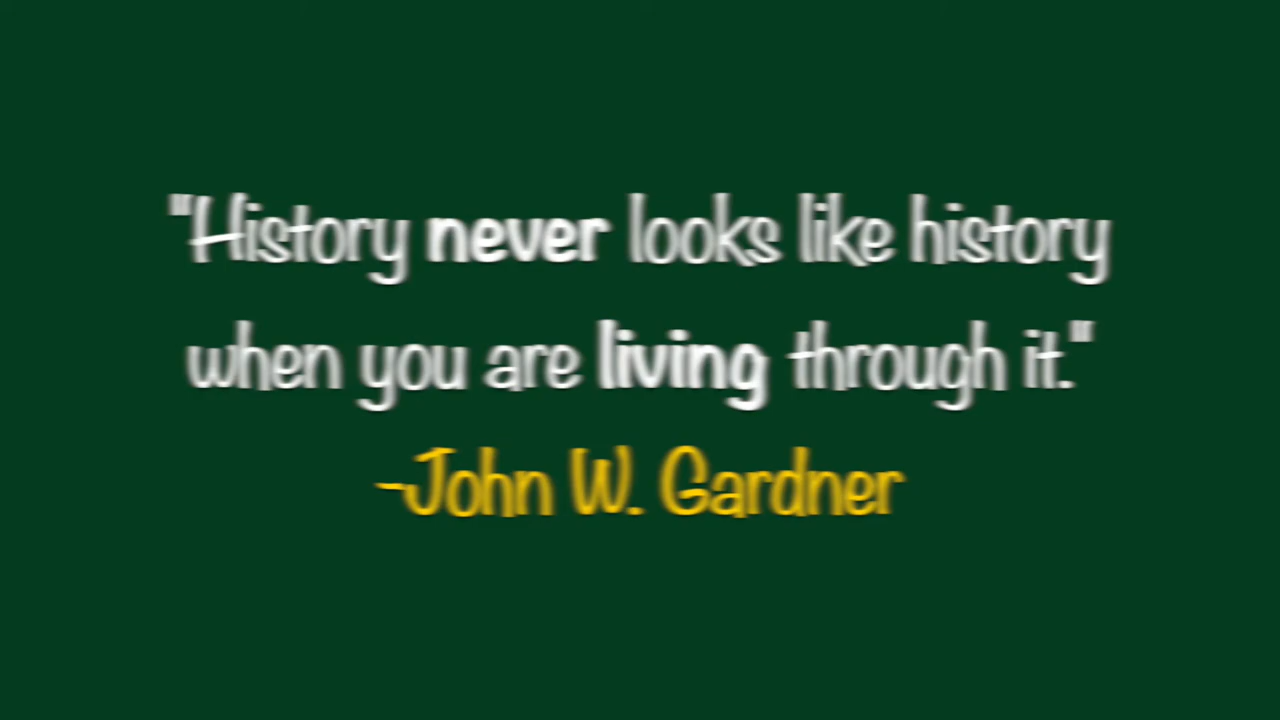 "History never looks like history
when you are living through it."
-John W. Gardner